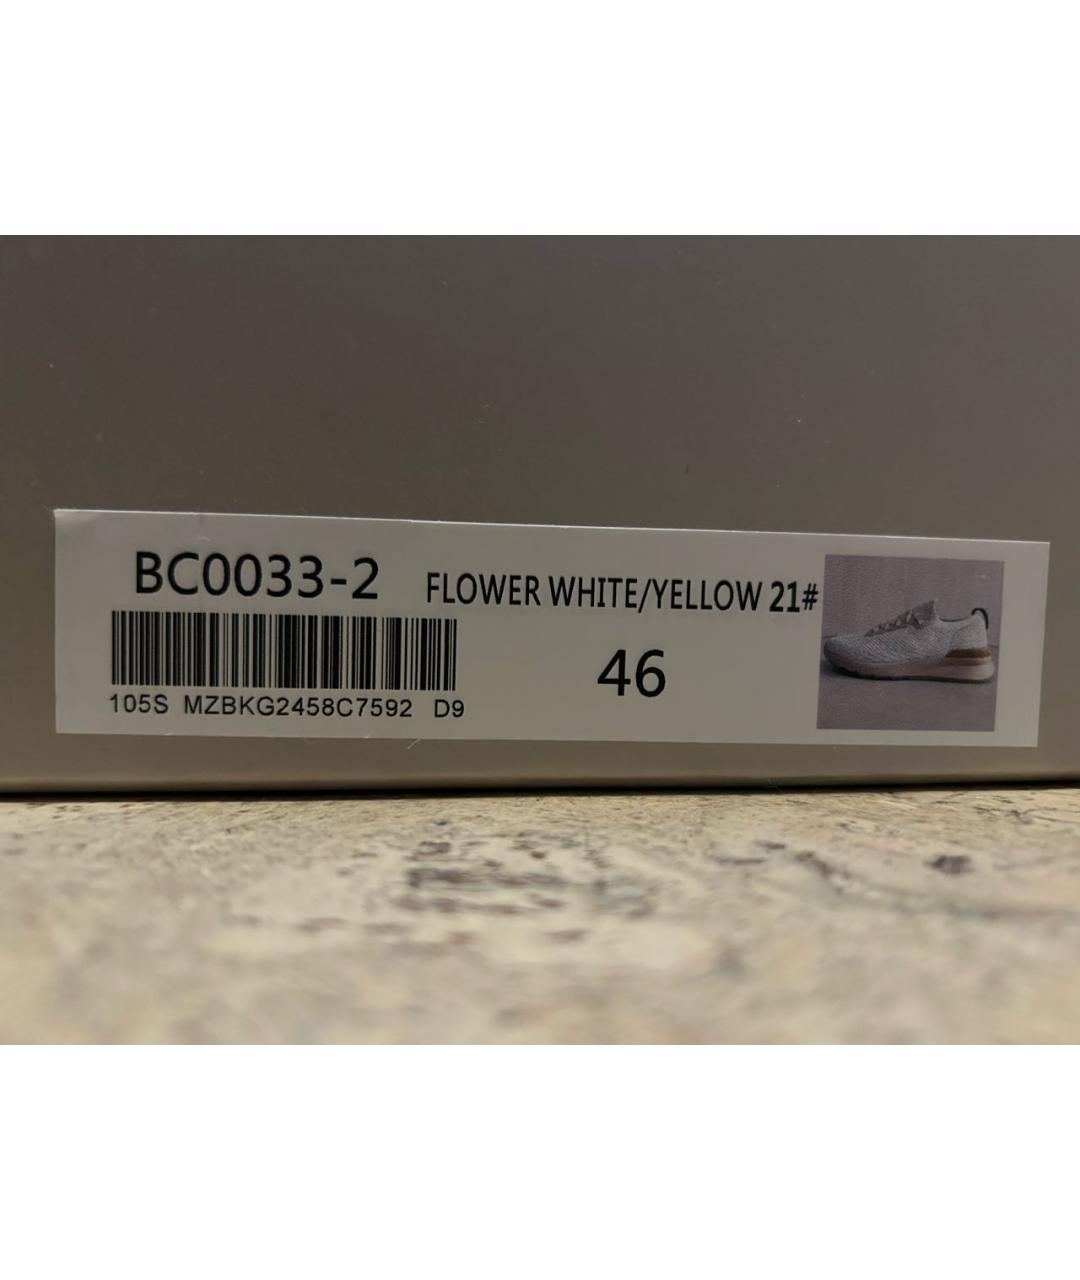 BC0033-2
FLOWER WHITE/YELLOW 21#
46
105S MZBKG2458C7592 D9